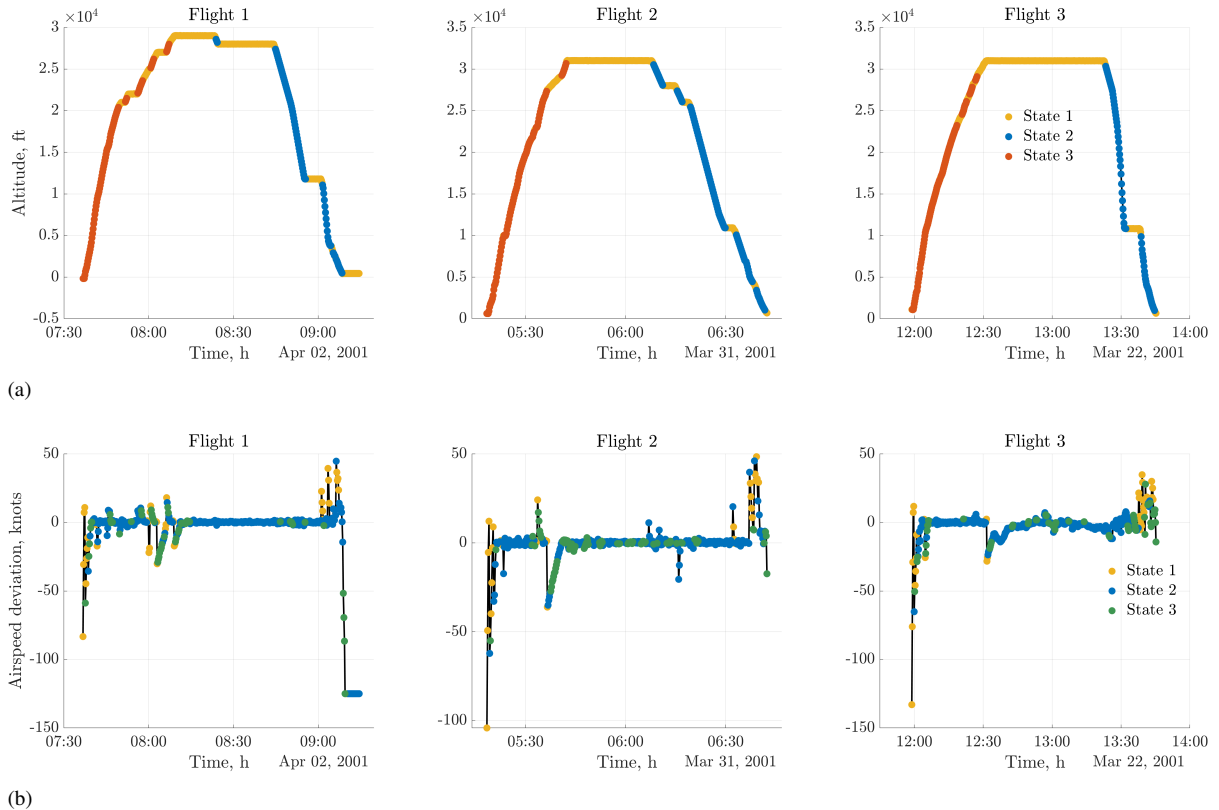 Flight 1
Flight 2
Flight 3
×10⁴
×10⁴
×10⁴
Altitude, ft
3
2.5
2
1.5
1
0.5
0
-0.5
07:30
08:00
08:30
09:00
Time, h
Apr 02, 2001
3.5
3
2.5
2
1.5
1
0.5
0
05:30
06:00
06:30
Time, h
Mar 31, 2001
3.5
3
2.5
2
1.5
1
0.5
0
State 1
State 2
State 3
12:00
12:30
13:00
13:30
14:00
Time, h
Mar 22, 2001
(a)
Flight 1
Flight 2
Flight 3
Airspeed deviation, knots
50
0
-50
-100
-150
07:30
08:00
08:30
09:00
Time, h
Apr 02, 2001
50
0
-50
-100
05:30
06:00
06:30
Time, h
Mar 31, 2001
50
0
-50
-100
-150
State 1
State 2
State 3
12:00
12:30
13:00
13:30
14:00
Time, h
Mar 22, 2001
(b)